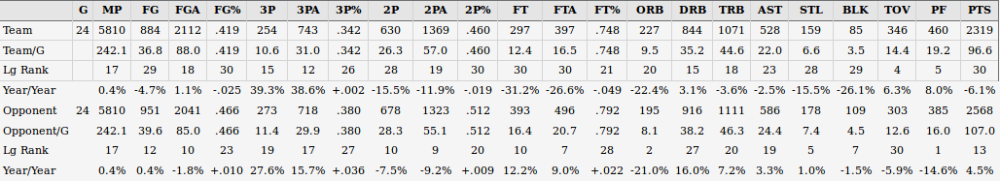 G MP FG FGA FG% 3P 3PA 3P% 2P 2PA 2P% FT FTA FT% ORB DRB TRB AST STL BLK TOV PF PTS
Team 24 5810 884 2112 .419 254 743 .342 630 1369 .460 297 397 .748 227 844 1071 528 159 85 346 460 2319
Team/G 242.1 36.8 88.0 .419 10.6 31.0 .342 26.3 57.0 .460 12.4 16.5 .748 9.5 35.2 44.6 22.0 6.6 3.5 14.4 19.2 96.6
Lg Rank 17 29 18 30 15 12 26 28 19 30 30 30 21 20 15 18 23 28 29 4 5 30
Year/Year 0.4% -4.7% 1.1% -.025 39.3% 38.6% +.002 -15.5% -11.9% -.019 -31.2% -26.6% -.049 -22.4% 3.1% -3.6% -2.5% -15.5% -26.1% 6.3% 8.0% -6.1%
Opponent 24 5810 951 2041 .466 273 718 .380 678 1323 .512 393 496 .792 195 916 1111 586 178 109 303 385 2568
Opponent/G 242.1 39.6 85.0 .466 11.4 29.9 .380 28.3 55.1 .512 16.4 20.7 .792 8.1 38.2 46.3 24.4 7.4 4.5 12.6 16.0 107.0
Lg Rank 17 12 10 23 19 17 27 10 9 20 10 7 28 2 27 20 19 5 7 30 1 13
Year/Year 0.4% 0.4% -1.8% +.010 27.6% 15.7% +.036 -7.5% -9.2% +.009 12.2% 9.0% +.022 -21.0% 16.0% 7.2% 3.3% 1.0% -1.5% -5.9% -14.6% 4.5%